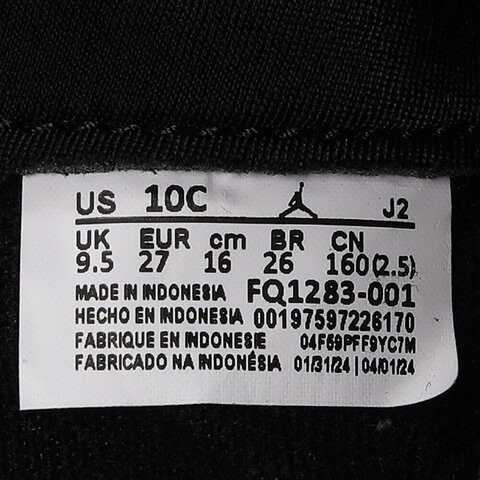 US 10C J2
UK EUR cm BR CN
9.5 27 16 26 160(2.5)
MADE IN INDONESIA FQ1283-001
HECHO EN INDONESIA 00197597226170
FABRIQUE EN INDONESIE 04F69PFF9YC7M
FABRICADO NA INDONÉSIA 01/31/24 | 04/01/24